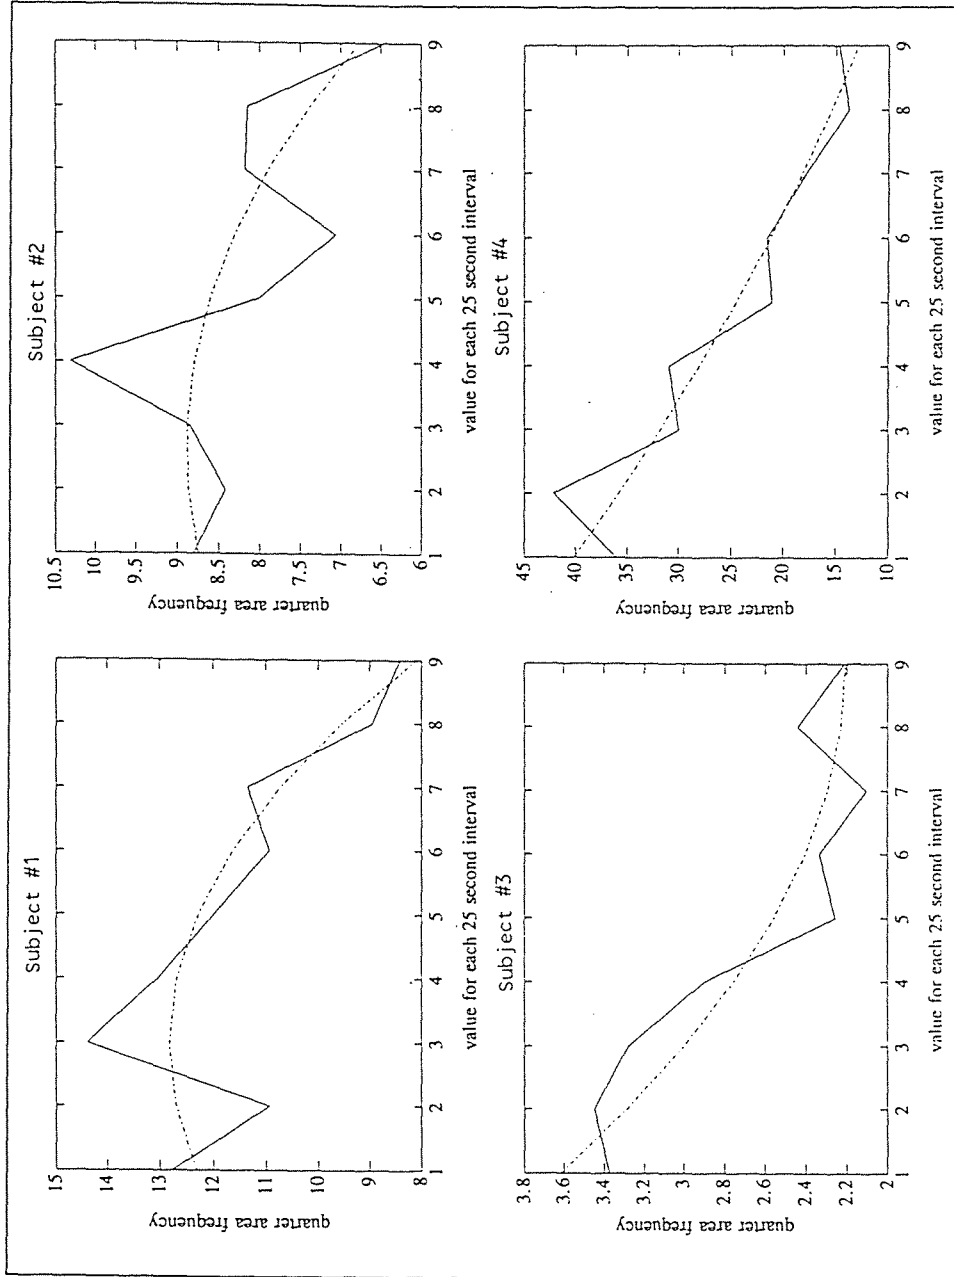 Subject #1
quarter area frequency
15
14
13
12
11
10
9
8
1 2 3 4 5 6 7 8 9
value for each 25 second interval
Subject #2
quarter area frequency
10.5
10
9.5
9
8.5
8
7.5
7
6.5
6
1 2 3 4 5 6 7 8 9
value for each 25 second interval
Subject #3
quarter area frequency
3.8
3.6
3.4
3.2
3
2.8
2.6
2.4
2.2
2
1 2 3 4 5 6 7 8 9
value for each 25 second interval
Subject #4
quarter area frequency
45
40
35
30
25
20
15
10
1 2 3 4 5 6 7 8 9
value for each 25 second interval